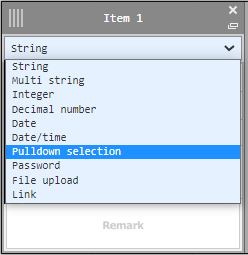 Item 1
String
String
Multi string
Integer
Decimal number
Date
Date/time
Pulldown selection
Password
File upload
Link
Remark